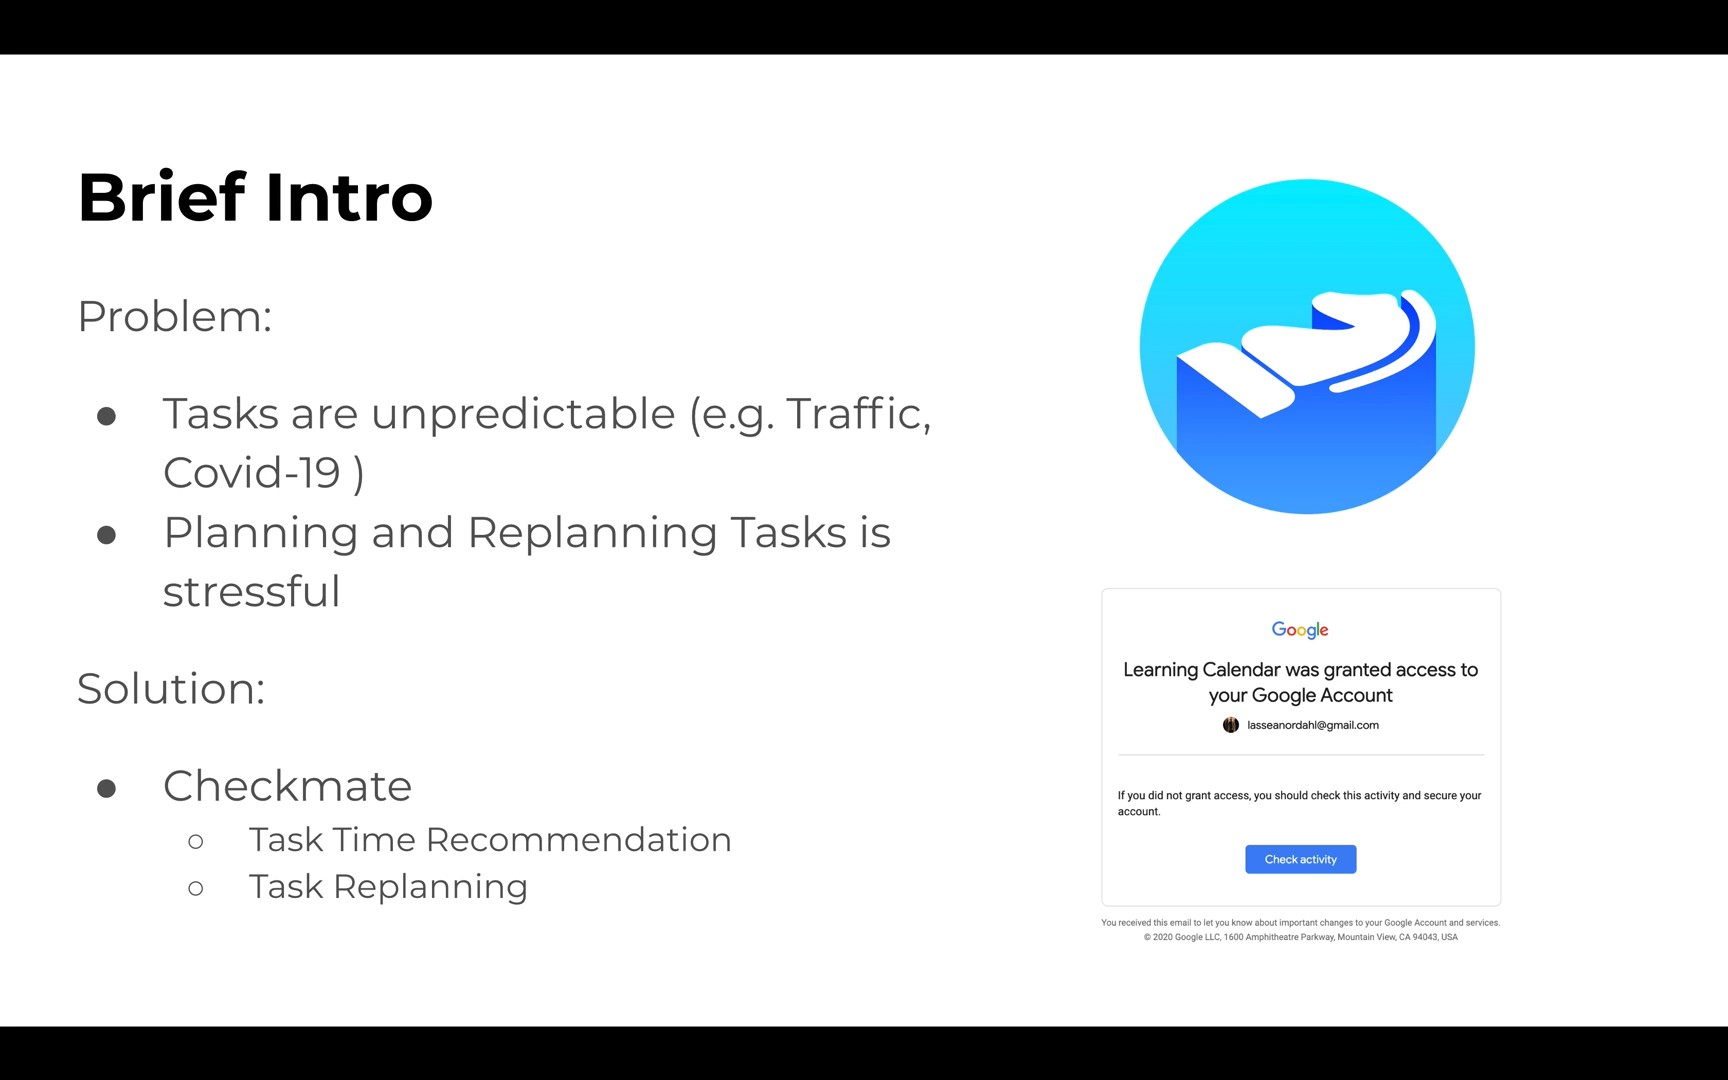 Brief Intro
Problem:
● Tasks are unpredictable (e.g. Traffic,
Covid-19 )
● Planning and Replanning Tasks is
stressful
Solution:
● Checkmate
○ Task Time Recommendation
○ Task Replanning
Google
Learning Calendar was granted access to
your Google Account
lasseanordahl@gmail.com
If you did not grant access, you should check this activity and secure your
account.
Check activity
You received this email to let you know about important changes to your Google Account and services.
© 2020 Google LLC, 1600 Amphitheatre Parkway, Mountain View, CA 94043, USA